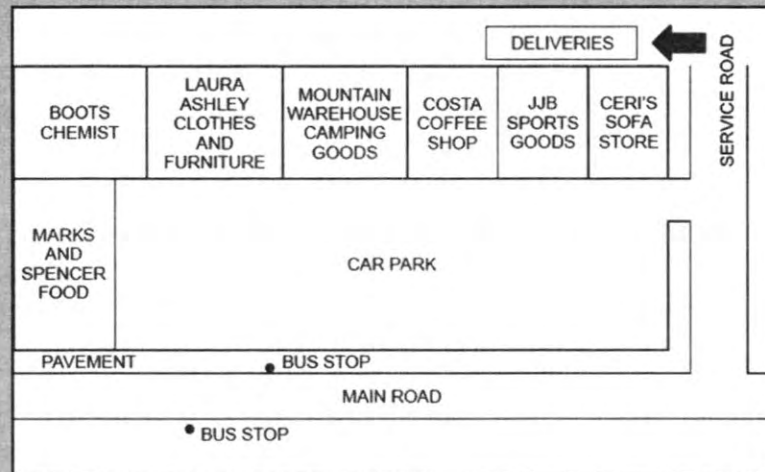 DELIVERIES
SERVICE ROAD
BOOTS
CHEMIST
LAURA
ASHLEY
CLOTHES
AND
FURNITURE
MOUNTAIN
WAREHOUSE
CAMPING
GOODS
COSTA
COFFEE
SHOP
JJB
SPORTS
GOODS
CERI'S
SOFA
STORE
MARKS
AND
SPENCER
FOOD
CAR PARK
PAVEMENT
BUS STOP
MAIN ROAD
BUS STOP